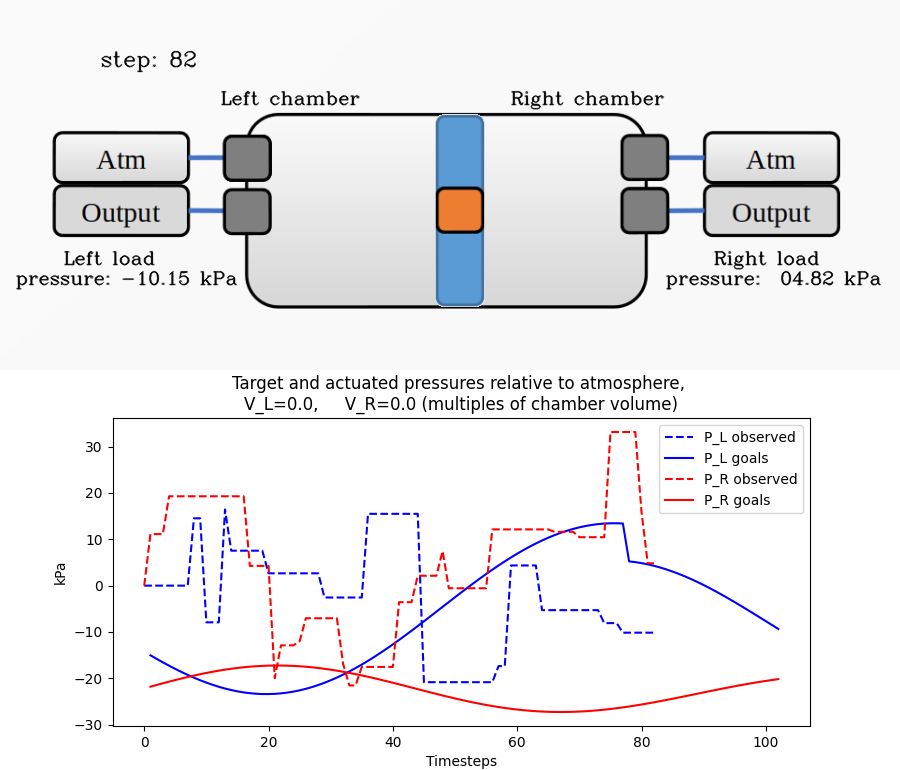 step: 82
Left chamber
Right chamber
Atm
Atm
Output
Output
Left load
pressure: -10.15 kPa
Right load
pressure: 04.82 kPa
Target and actuated pressures relative to atmosphere,
V_L=0.0, V_R=0.0 (multiples of chamber volume)
P_L observed
P_L goals
P_R observed
P_R goals
kPa
30
20
10
0
−10
−20
−30
0 20 40 60 80 100
Timesteps